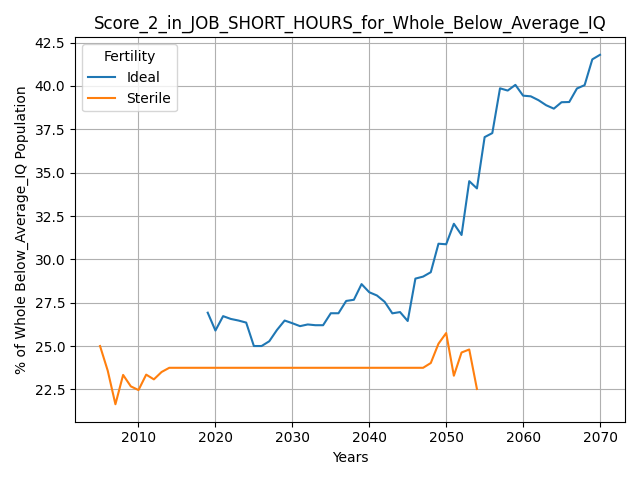 Score_2_in_JOB_SHORT_HOURS_for_Whole_Below_Average_IQ
% of Whole Below_Average_IQ Population
42.5
40.0
37.5
35.0
32.5
30.0
27.5
25.0
22.5
Fertility
Ideal
Sterile
2010 2020 2030 2040 2050 2060 2070
Years